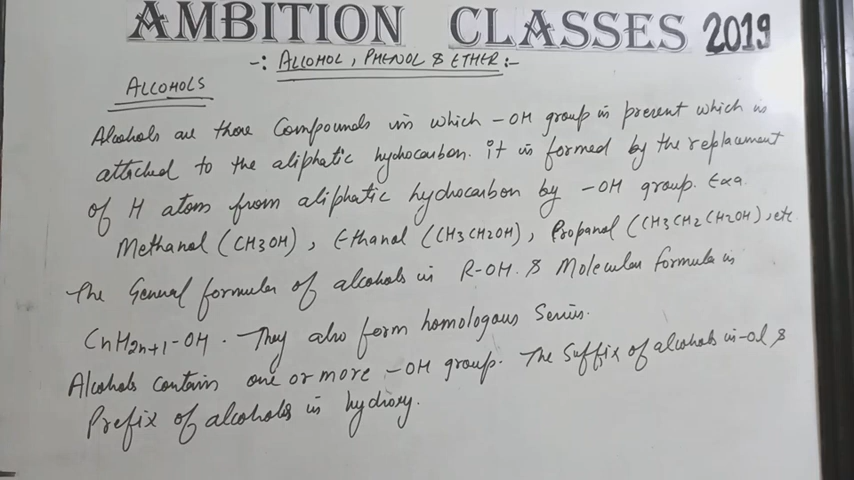 AMBITION CLASSES 2019
-: ALCOHOL, PHENOL & ETHER:-
ALCOHOLS
Alcohols are those Compounds in which -OH group is present which is
attached to the aliphatic hydrocarbon. it is formed by the replacement
of H atom from aliphatic hydrocarbon by -OH group. Exa.
Methanol (CH3OH), Ethanol (CH3CH2OH), Propanol (CH3CH2CH2OH), etc
The General formula of alcohols is R-OH. & Molecular formula is
CnH2n+1-OH. They also form homologous Series.
Alcohols contain one or more -OH group. The Suffix of alcohols is -ol &
Prefix of alcohols is hydroxy.